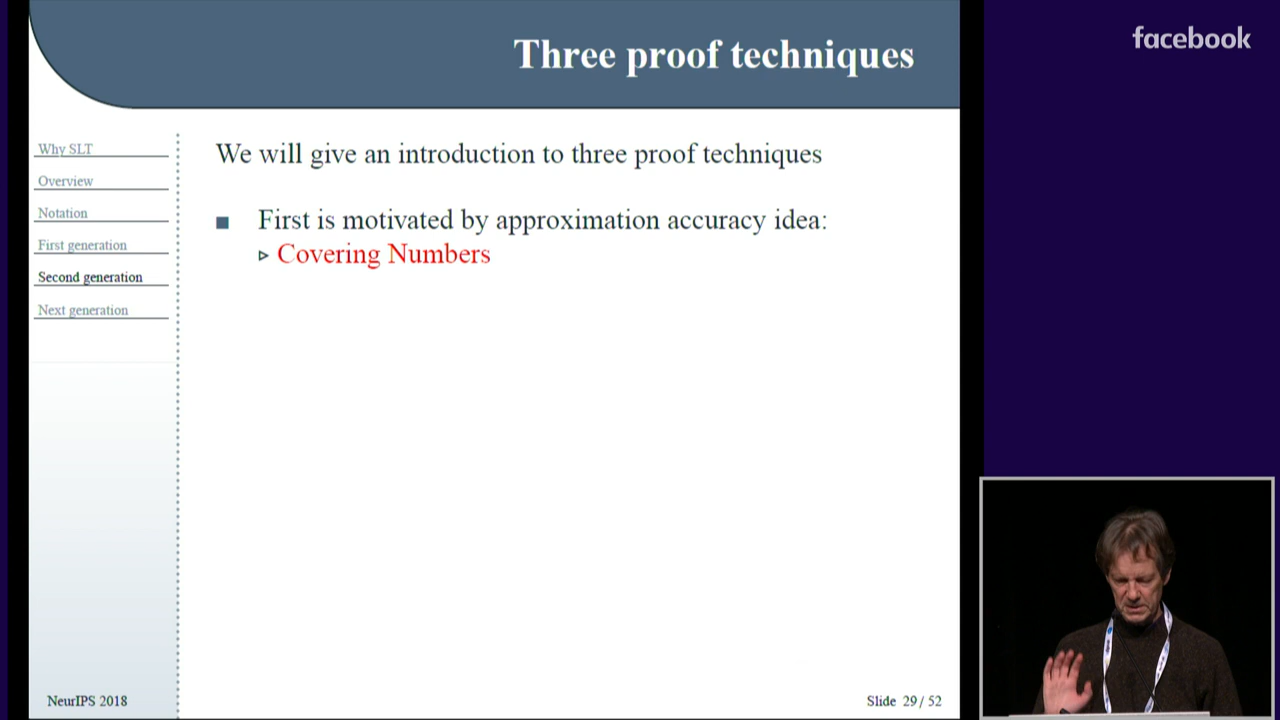 Three proof techniques
facebook
Why SLT
Overview
Notation
First generation
Second generation
Next generation
We will give an introduction to three proof techniques
First is motivated by approximation accuracy idea:
Covering Numbers
NeurIPS 2018
Slide 29 / 52